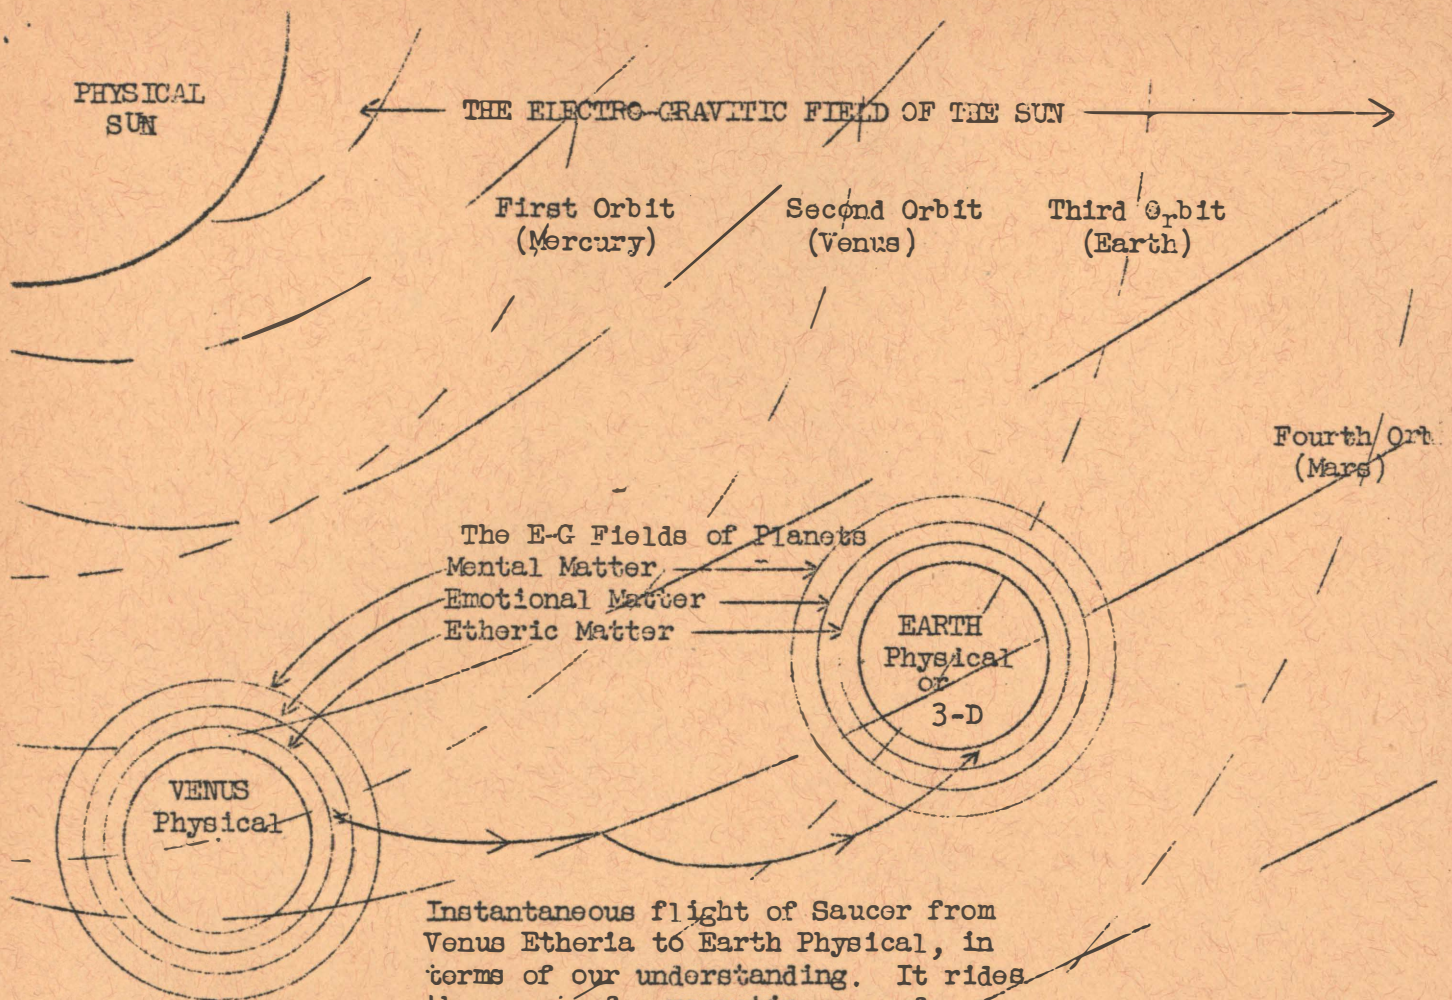 PHYSICAL
SUN
THE ELECTRO-GRAVITIC FIELD OF THE SUN
First Orbit
(Mercury)
Second Orbit
(Venus)
Third Orbit
(Earth)
Fourth Orb
(Mars)
The E-G Fields of Planets
Mental Matter
Emotional Matter
Etheric Matter
EARTH
Physical
or
3-D
VENUS
Physical
Instantaneous flight of Saucer from
Venus Etheria to Earth Physical, in
terms of our understanding. It rides